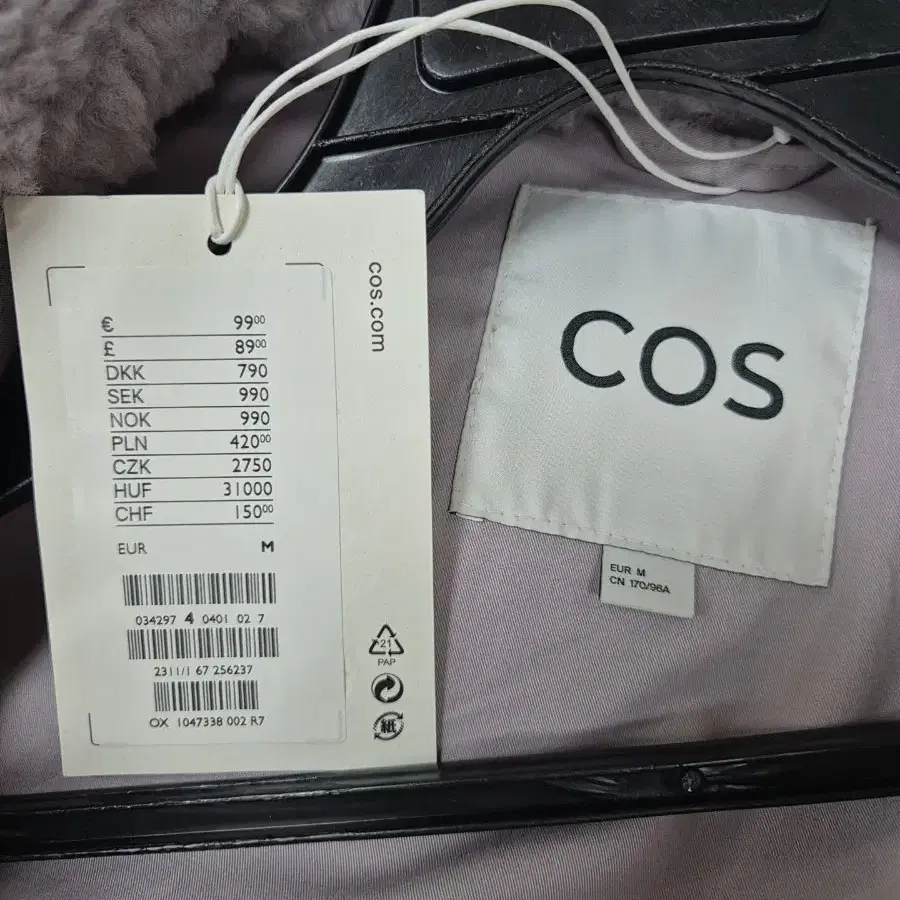 cos.com
€ 99⁰⁰
£ 89⁰⁰
DKK 790
SEK 990
NOK 990
PLN 420⁰⁰
CZK 2750
HUF 31000
CHF 150⁰⁰
EUR M
034297 4 0401 02 7
2311/1 67 256237
OX 1047338 002 R7
21
PAP
紙
COS
EUR M
CN 170/96A